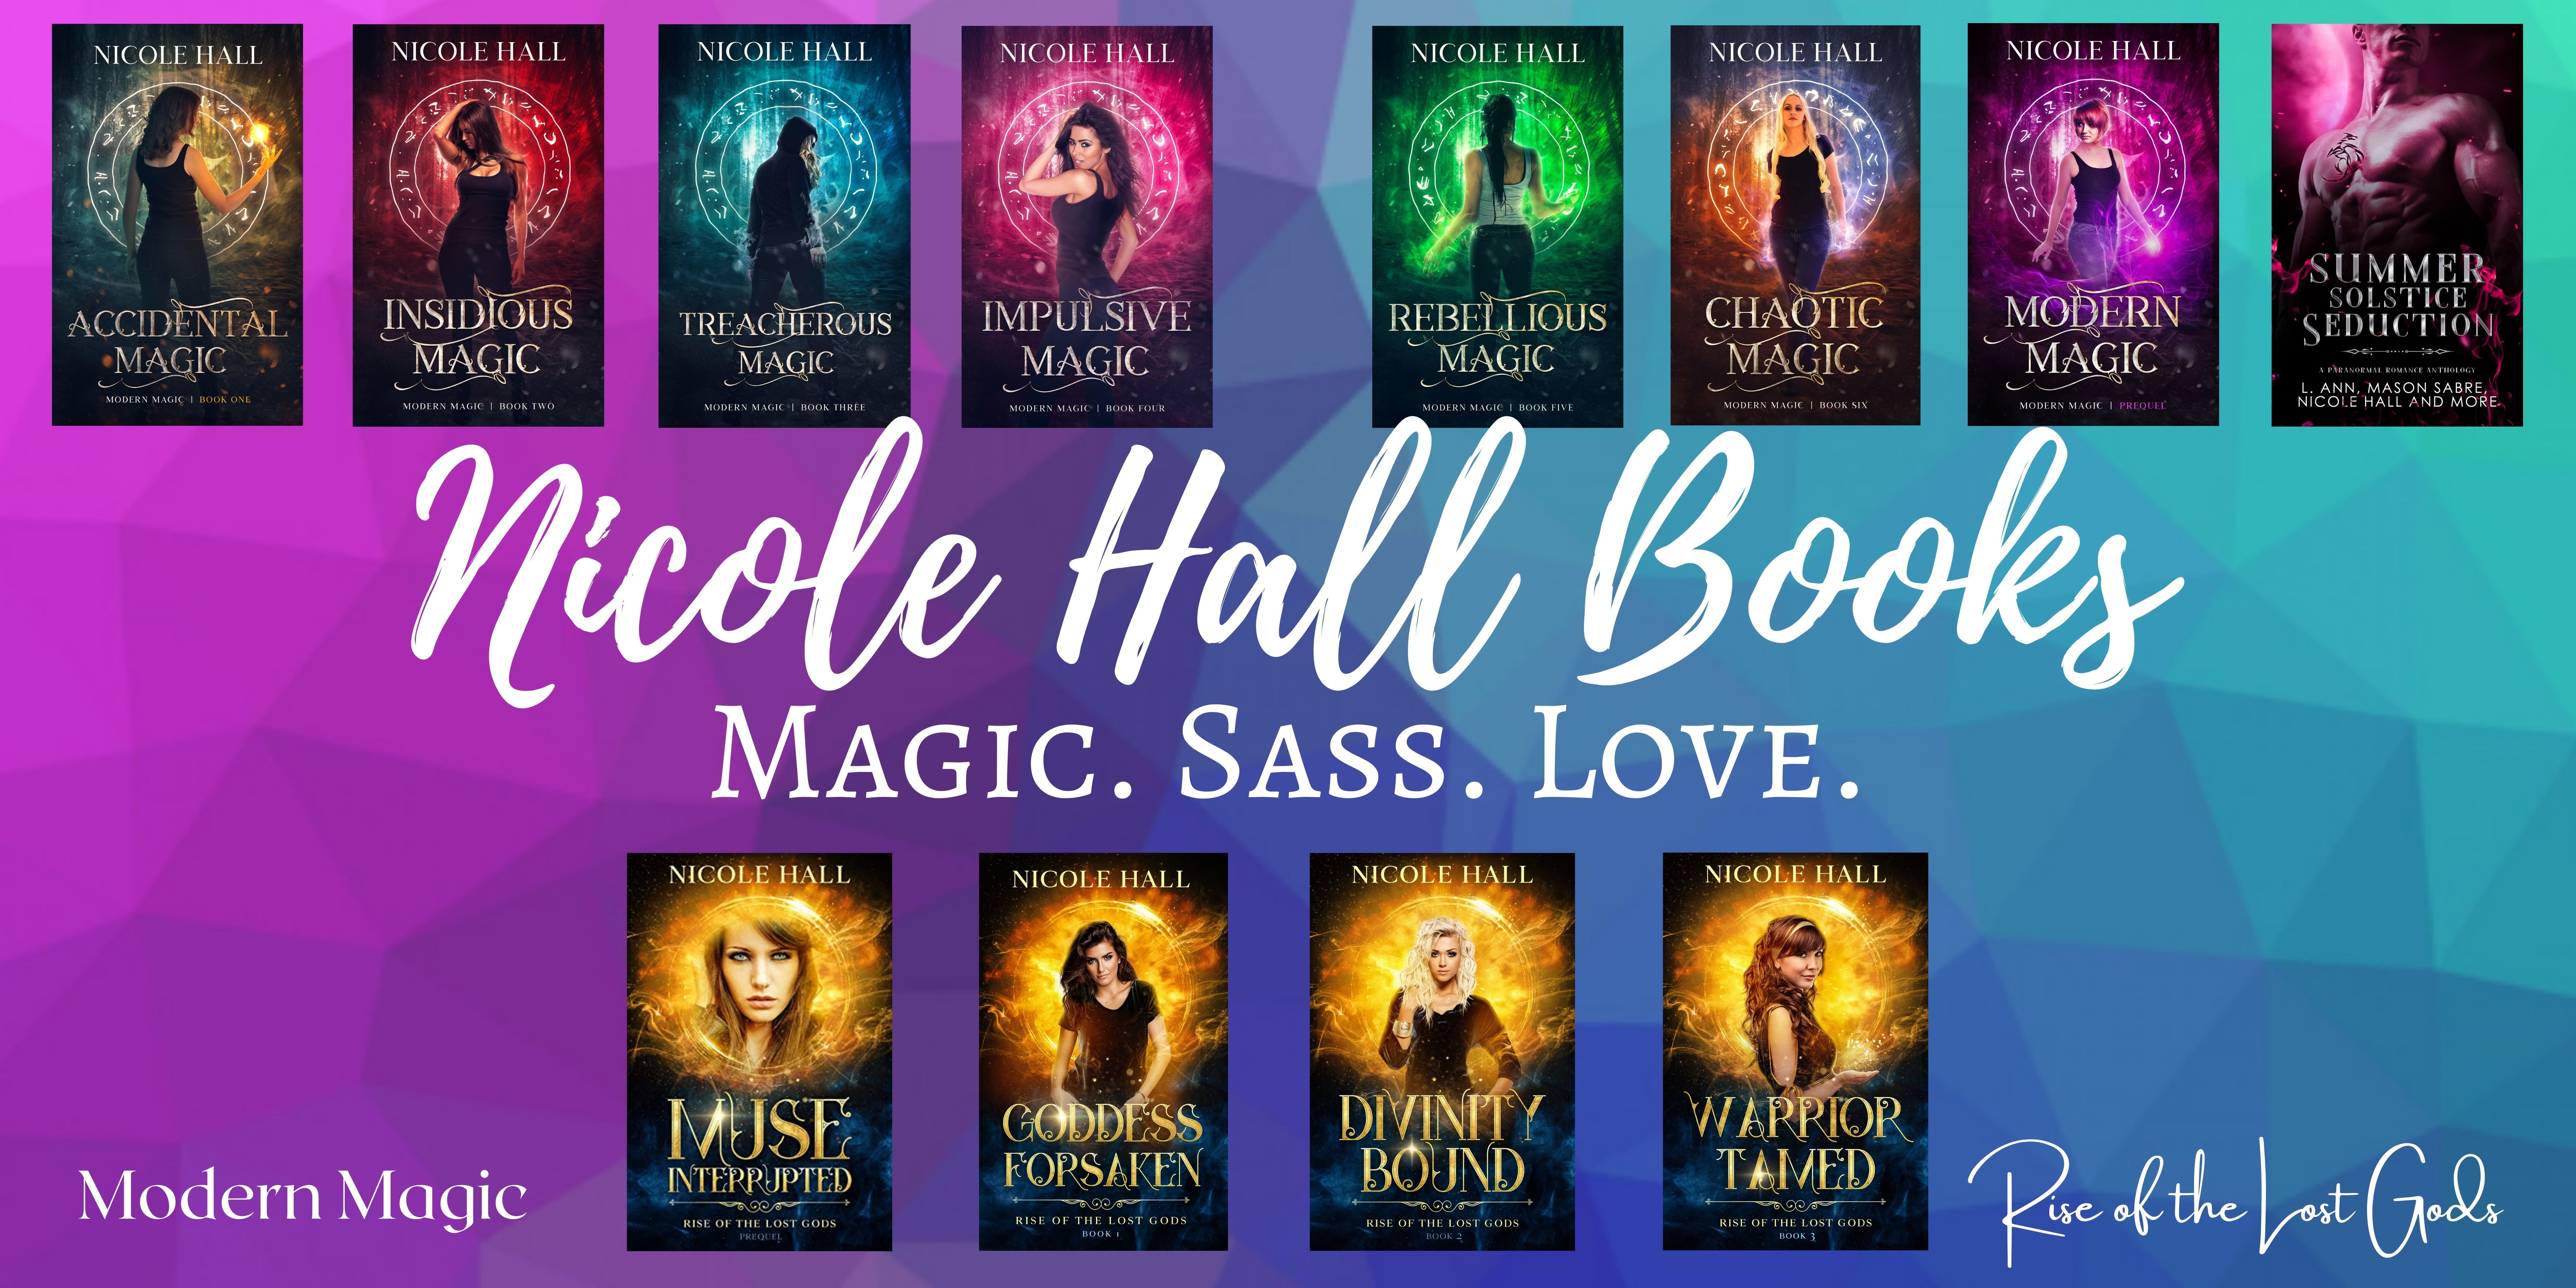 NICOLE HALL
ACCIDENTAL
MAGIC
MODERN MAGIC | BOOK ONE
NICOLE HALL
INSIDIOUS
MAGIC
MODERN MAGIC | BOOK TWO
NICOLE HALL
TREACHEROUS
MAGIC
MODERN MAGIC | BOOK THREE
NICOLE HALL
IMPULSIVE
MAGIC
MODERN MAGIC | BOOK FOUR
NICOLE HALL
REBELLIOUS
MAGIC
MODERN MAGIC | BOOK FIVE
NICOLE HALL
CHAOTIC
MAGIC
MODERN MAGIC | BOOK SIX
NICOLE HALL
MODERN
MAGIC
MODERN MAGIC | PREQUEL
SUMMER
SOLSTICE
SEDUCTION
A PARANORMAL ROMANCE ANTHOLOGY
L. ANN, MASON SABRE,
NICOLE HALL AND MORE
Nicole Hall Books
MAGIC. SASS. LOVE.
NICOLE HALL
MUSE
INTERRUPTED
RISE OF THE LOST GODS
PREQUEL
NICOLE HALL
GODDESS
FORSAKEN
RISE OF THE LOST GODS
BOOK 1
NICOLE HALL
DIVINITY
BOUND
RISE OF THE LOST GODS
BOOK 2
NICOLE HALL
WARRIOR
TAMED
RISE OF THE LOST GODS
BOOK 3
Modern Magic
Rise of the Lost Gods